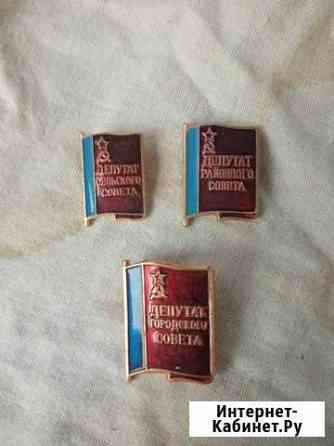 ДЕПУТАТ
СЕЛЬСКОГО
СОВЕТА
ДЕПУТАТ
РАЙОННОГО
СОВЕТА
ДЕПУТАТ
ГОРОДСКОГО
СОВЕТА
Интернет-
Кабинет.Ру